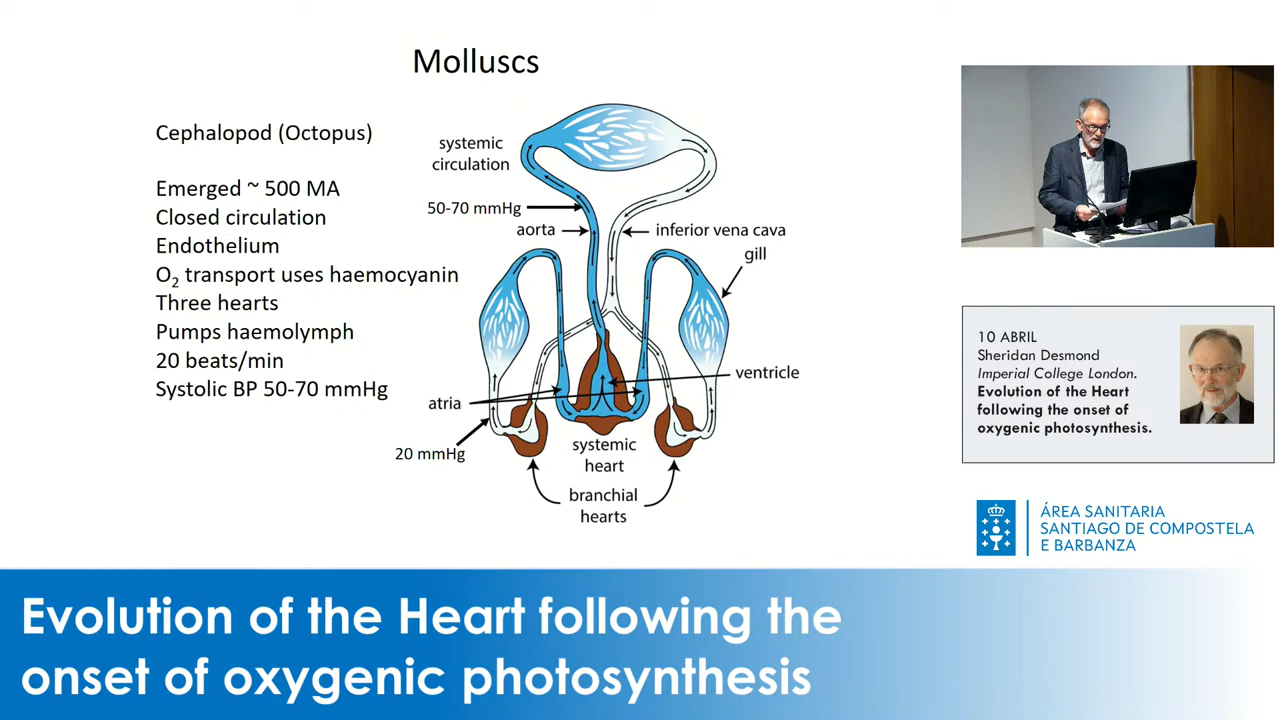 Molluscs
Cephalopod (Octopus)
Emerged ~ 500 MA
Closed circulation
Endothelium
O₂ transport uses haemocyanin
Three hearts
Pumps haemolymph
20 beats/min
Systolic BP 50-70 mmHg
systemic
circulation
50-70 mmHg
aorta
inferior vena cava
gill
ventricle
atria
20 mmHg
systemic
heart
branchial
hearts
10 ABRIL
Sheridan Desmond
Imperial College London.
Evolution of the Heart
following the onset of
oxygenic photosynthesis.
ÁREA SANITARIA
SANTIAGO DE COMPOSTELA
E BARBANZA
Evolution of the Heart following the
onset of oxygenic photosynthesis